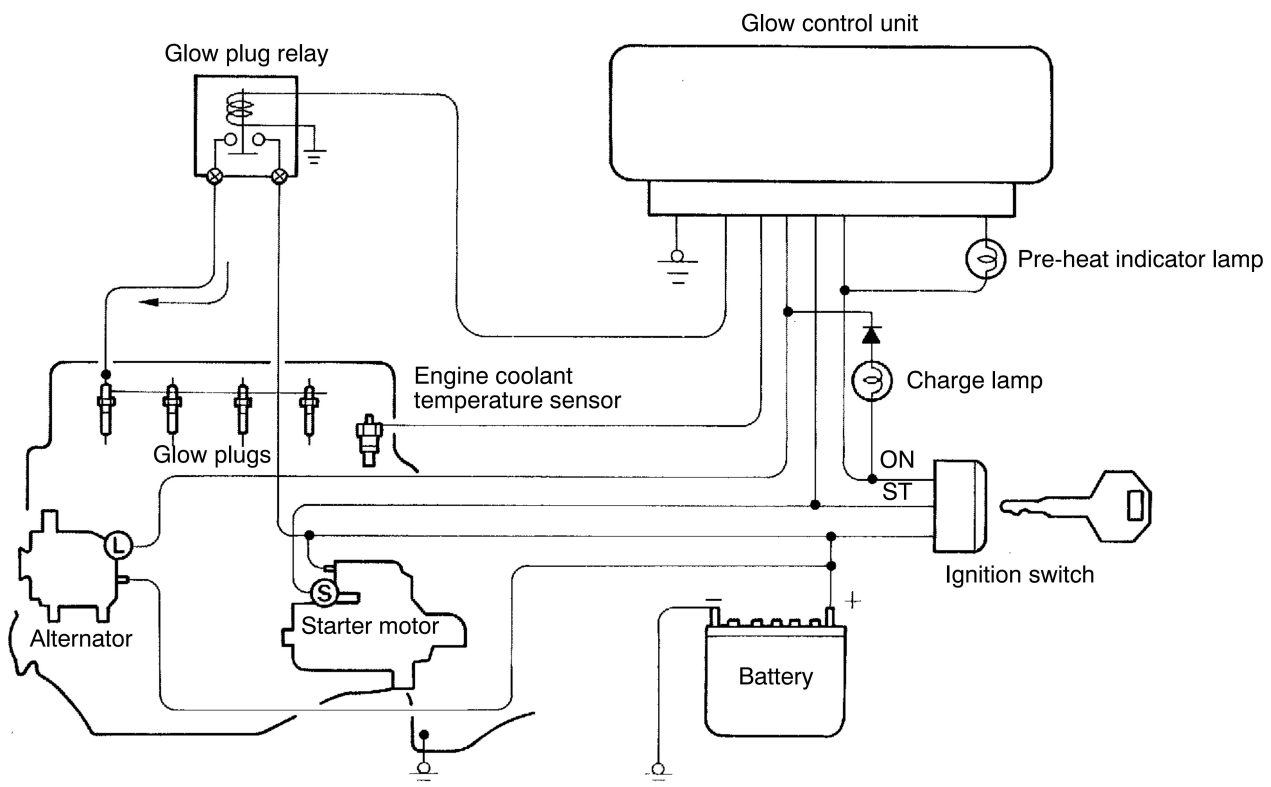 Glow control unit
Glow plug relay
Pre-heat indicator lamp
Engine coolant
temperature sensor
Charge lamp
Glow plugs
ON
ST
L
Ignition switch
S
Starter motor
Alternator
− +
Battery